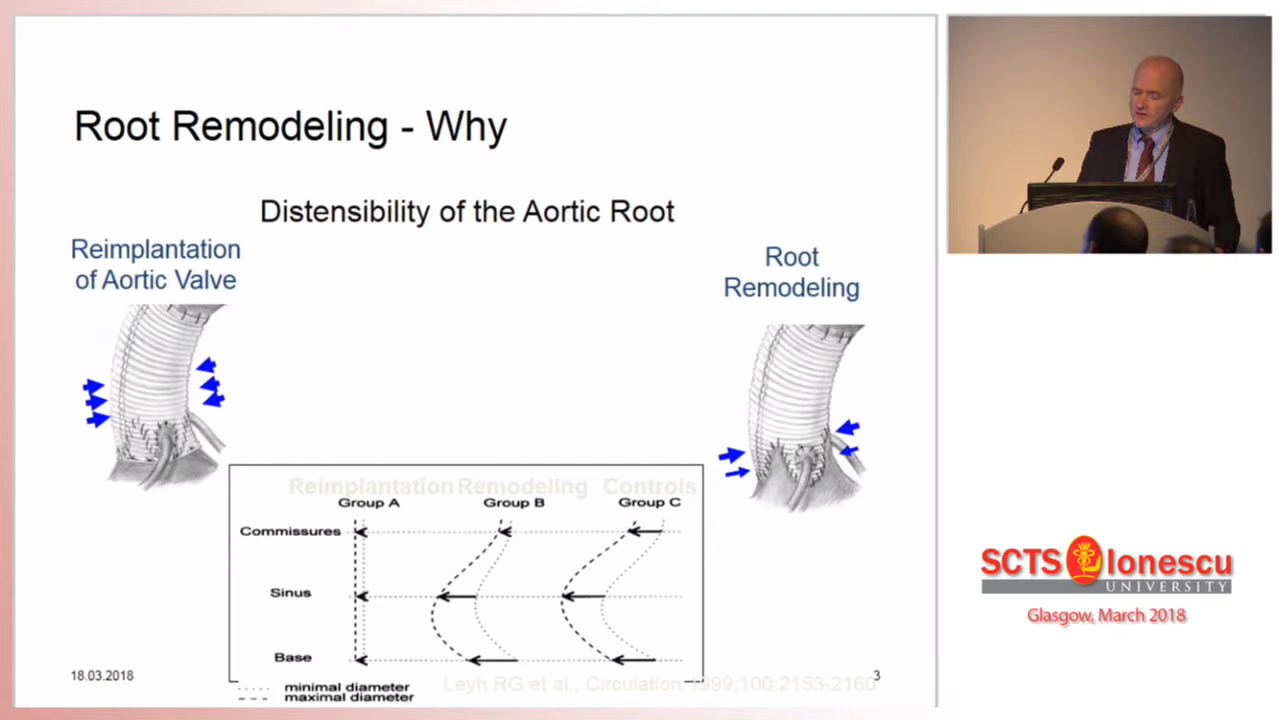 Root Remodeling - Why
Distensibility of the Aortic Root
Reimplantation
of Aortic Valve
Root
Remodeling
Reimplantation Remodeling Controls
Group A Group B Group C
Commissures
Sinus
Base
minimal diameter
maximal diameter
Leyh RG et al., Circulation 1999;100:2153-2160
18.03.2018
3
SCTS Ionescu
UNIVERSITY
Glasgow, March 2018